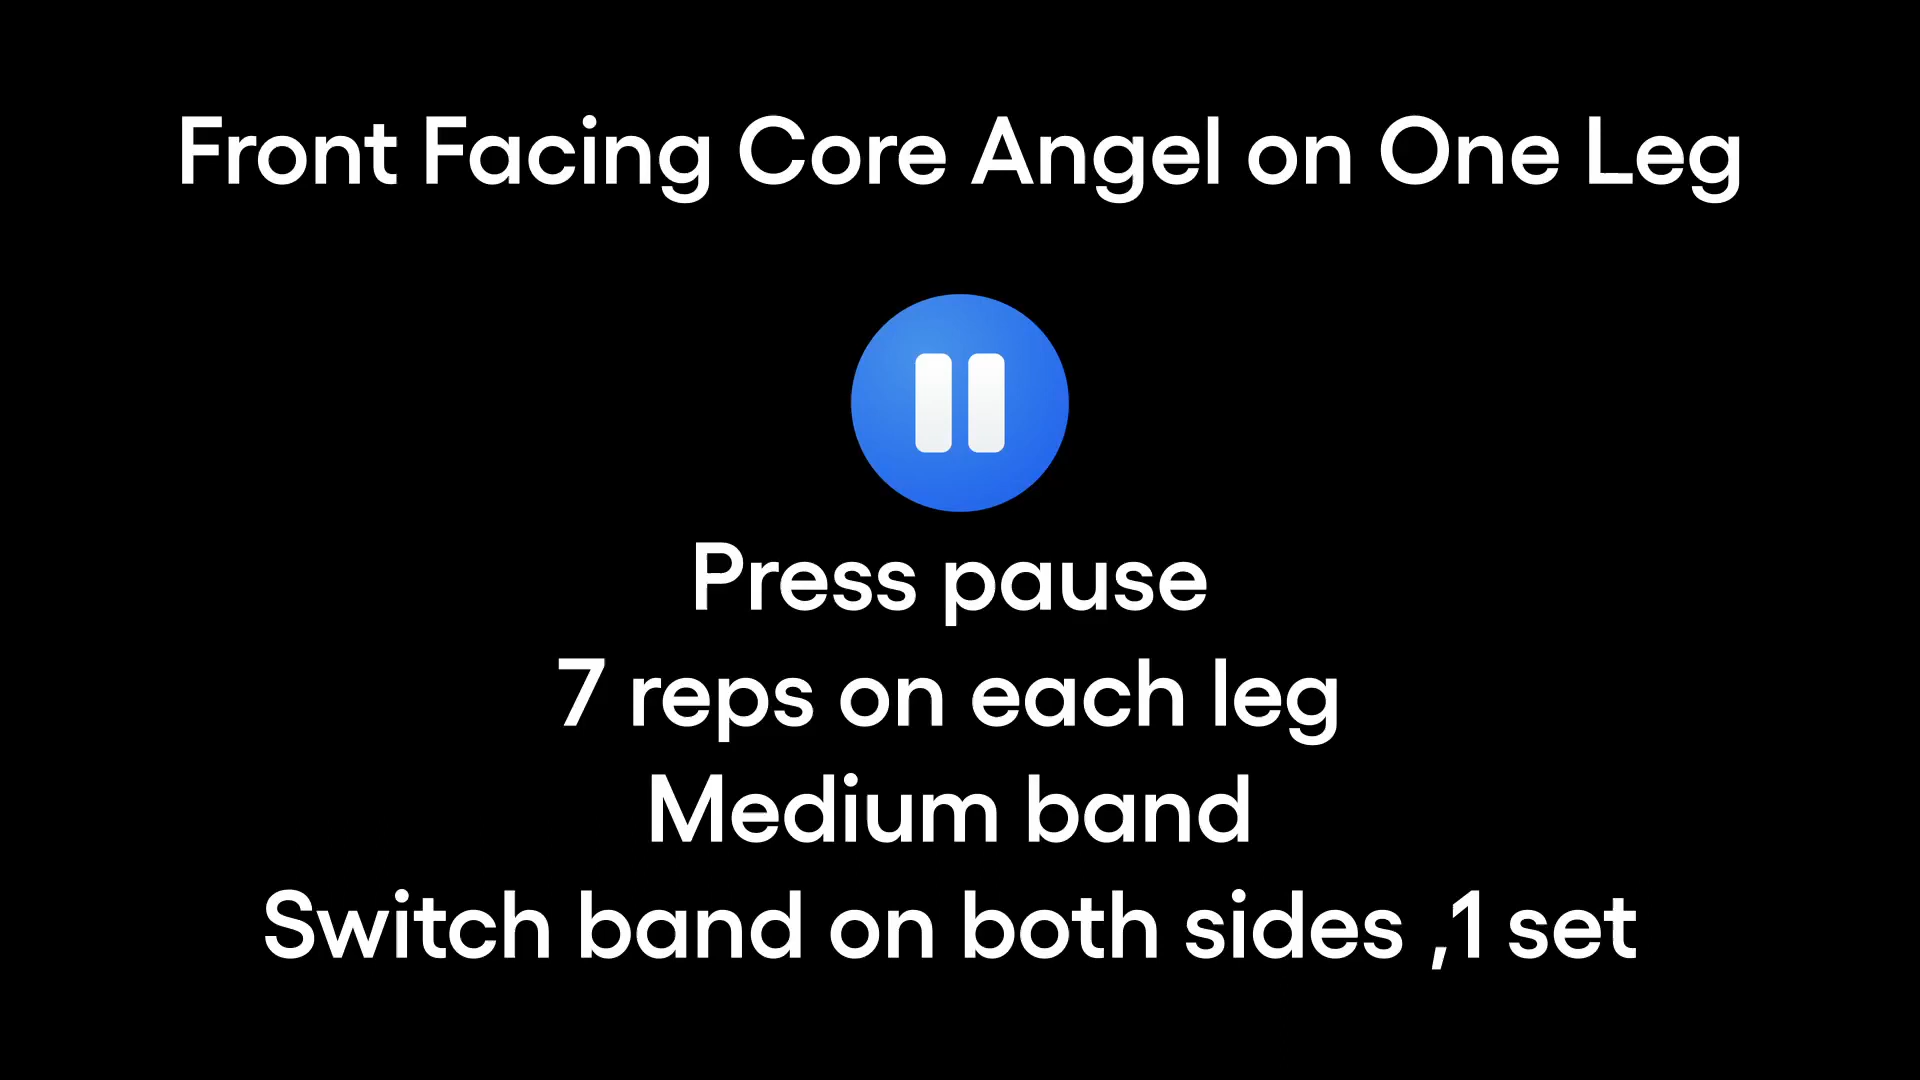 Front Facing Core Angel on One Leg
Press pause
7 reps on each leg
Medium band
Switch band on both sides ,1 set